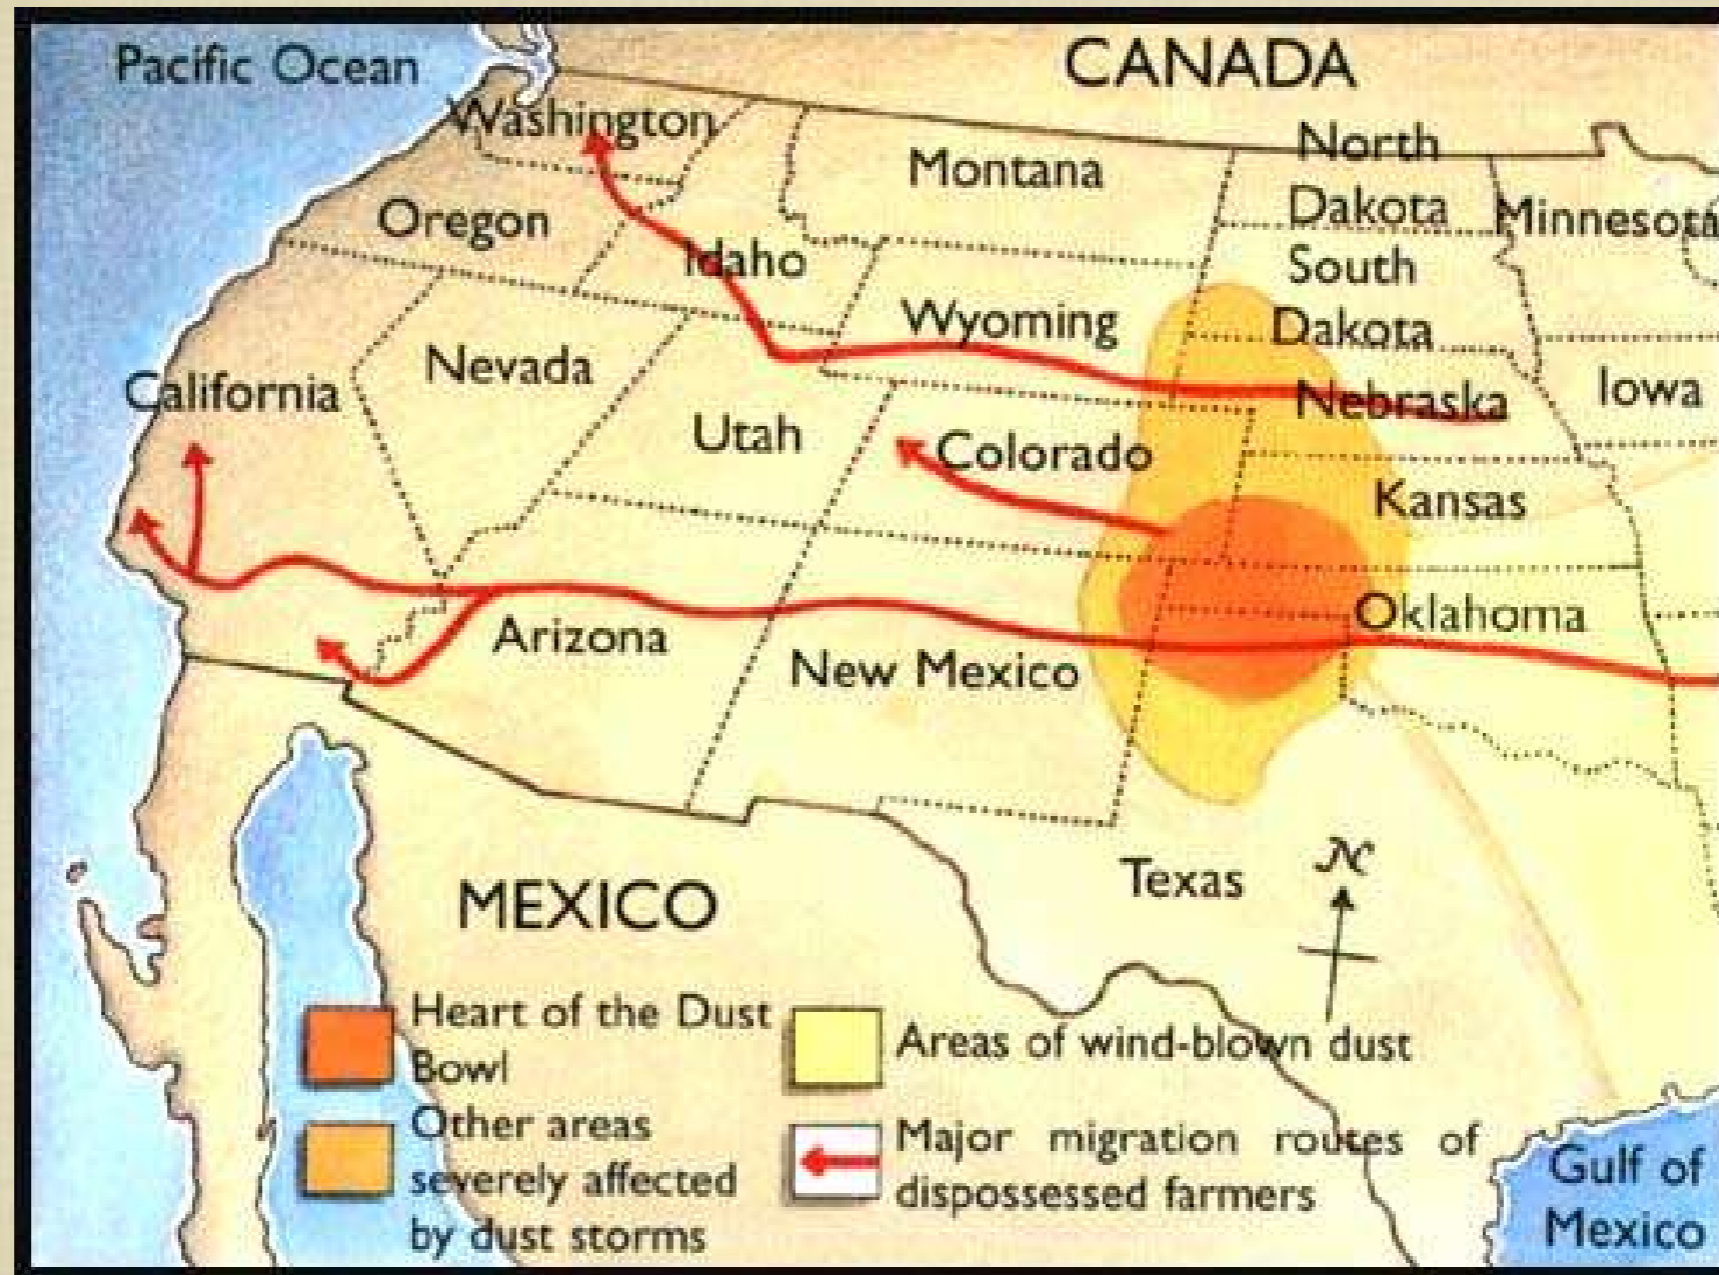 Pacific Ocean
CANADA
Washington
Montana
North
Dakota
Minnesota
Oregon
Idaho
South
Dakota
Wyoming
Nevada
California
Nebraska
Iowa
Utah
Colorado
Kansas
Oklahoma
Arizona
New Mexico
Texas
N
MEXICO
Heart of the Dust
Bowl
Other areas
severely affected
by dust storms
Areas of wind-blown dust
Major migration routes of
dispossessed farmers
Gulf of
Mexico